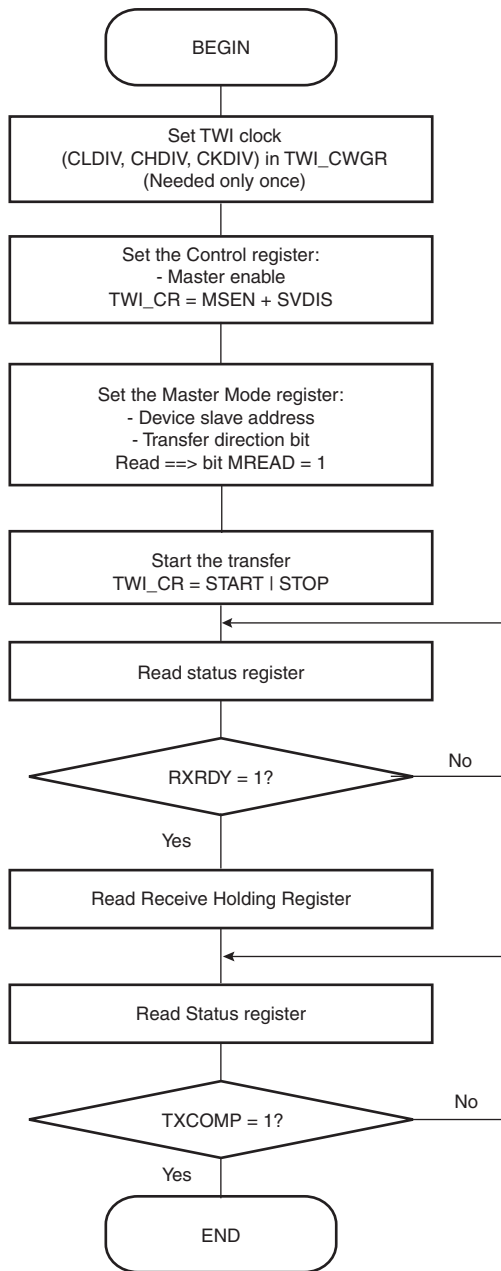 BEGIN
Set TWI clock
(CLDIV, CHDIV, CKDIV) in TWI_CWGR
(Needed only once)
Set the Control register:
- Master enable
TWI_CR = MSEN + SVDIS
Set the Master Mode register:
- Device slave address
- Transfer direction bit
Read ==> bit MREAD = 1
Start the transfer
TWI_CR = START | STOP
Read status register
RXRDY = 1?
No
Yes
Read Receive Holding Register
Read Status register
TXCOMP = 1?
No
Yes
END